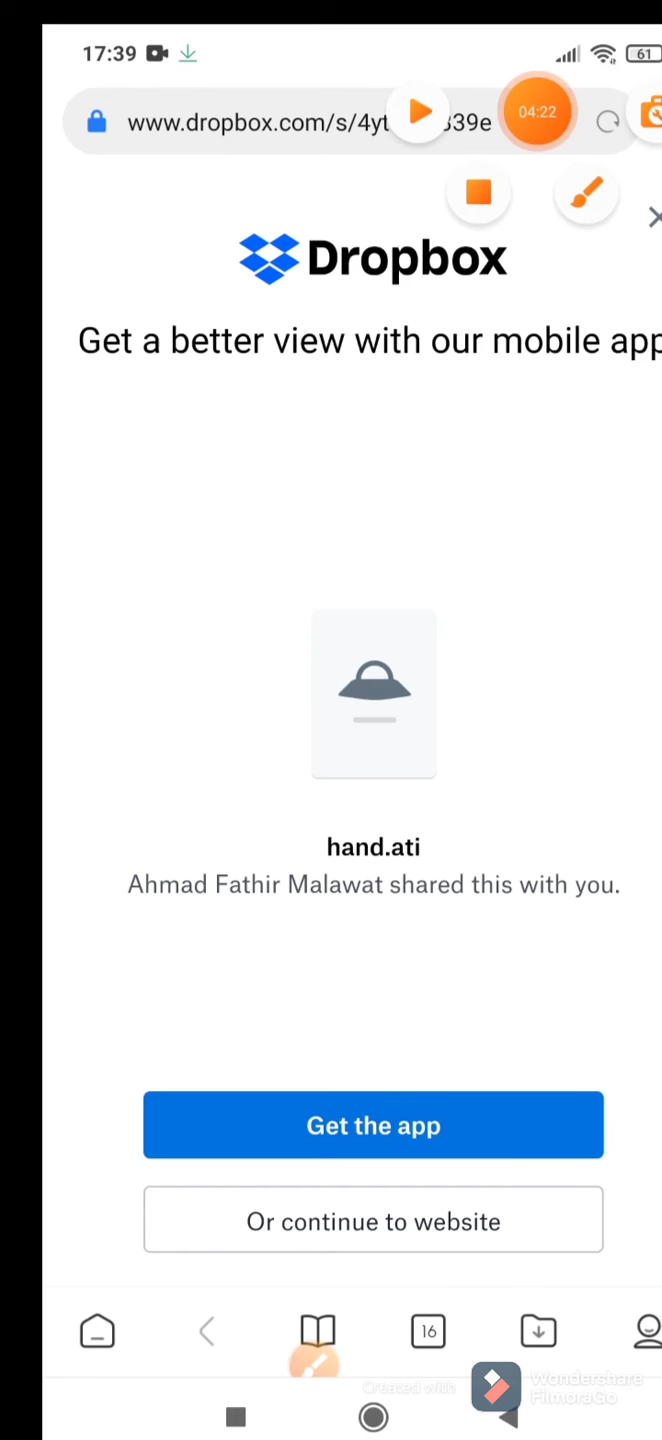 17:39
61
www.dropbox.com/s/4yt
39e
04:22
Dropbox
Get a better view with our mobile app
hand.ati
Ahmad Fathir Malawat shared this with you.
Get the app
Or continue to website
16
Created with
Wondershare
FilmoraGo